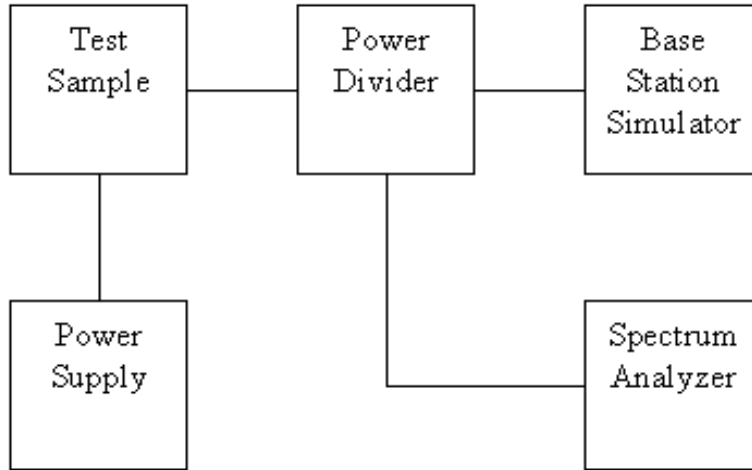 Test
Sample
Power
Divider
Base
Station
Simulator
Power
Supply
Spectrum
Analyzer